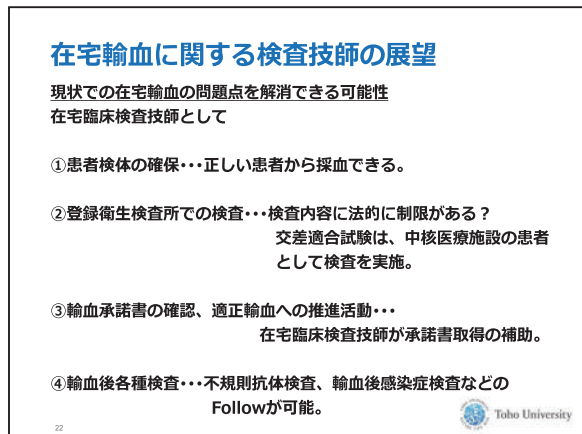 在宅輸血に関する検査技師の展望
現状での在宅輸血の問題点を解消できる可能性
在宅臨床検査技師として
①患者検体の確保･･･正しい患者から採血できる。
②登録衛生検査所での検査･･･検査内容に法的に制限がある？
交差適合試験は、中核医療施設の患者
として検査を実施。
③輸血承諾書の確認、適正輸血への推進活動･･･
在宅臨床検査技師が承諾書取得の補助。
④輸血後各種検査･･･不規則抗体検査、輸血後感染症検査などの
Followが可能。
22
Toho University